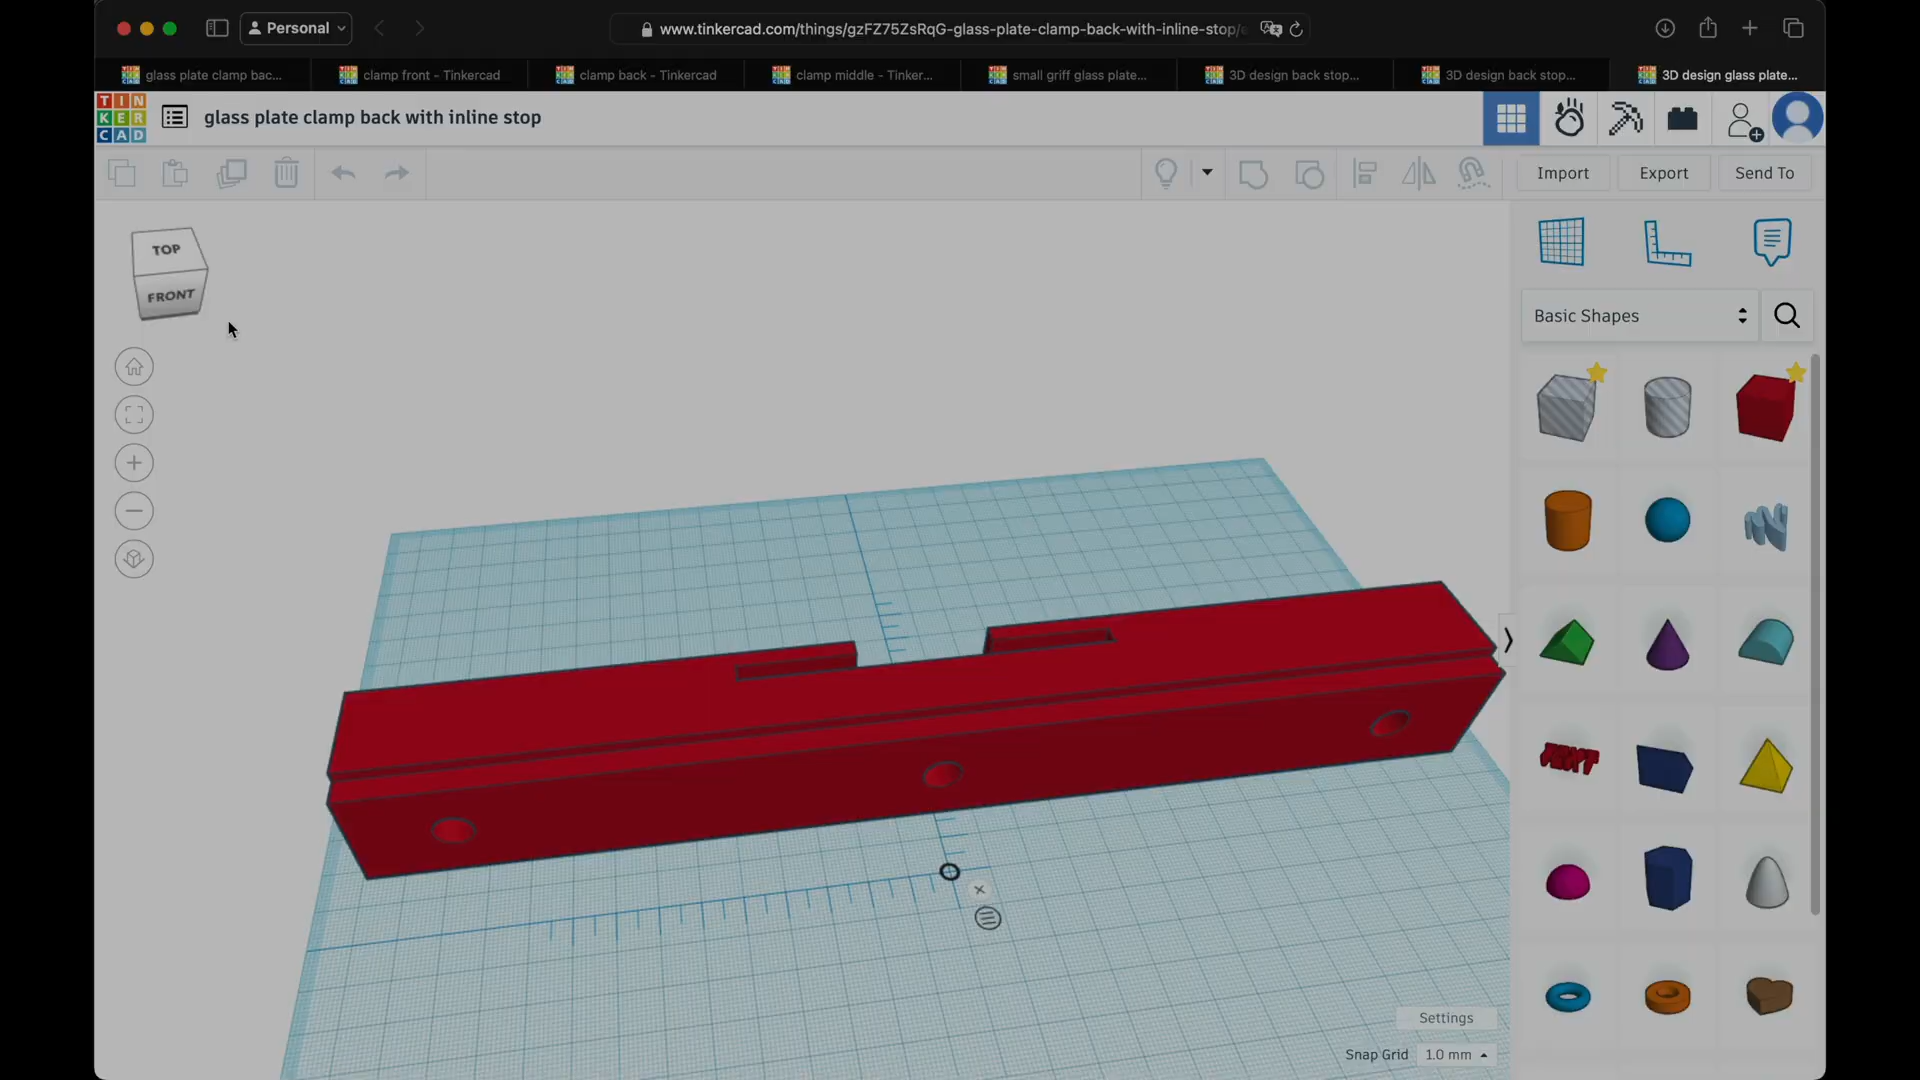 Personal
www.tinkercad.com/things/gzFZ75ZsRqG-glass-plate-clamp-back-with-inline-stop/e
glass plate clamp bac...
clamp front - Tinkercad
clamp back - Tinkercad
clamp middle - Tinker...
small griff glass plate...
3D design back stop...
3D design back stop...
3D design glass plate...
TIN
KER
CAD
glass plate clamp back with inline stop
Import
Export
Send To
TOP
FRONT
Basic Shapes
TEXT
Settings
Snap Grid 1.0 mm